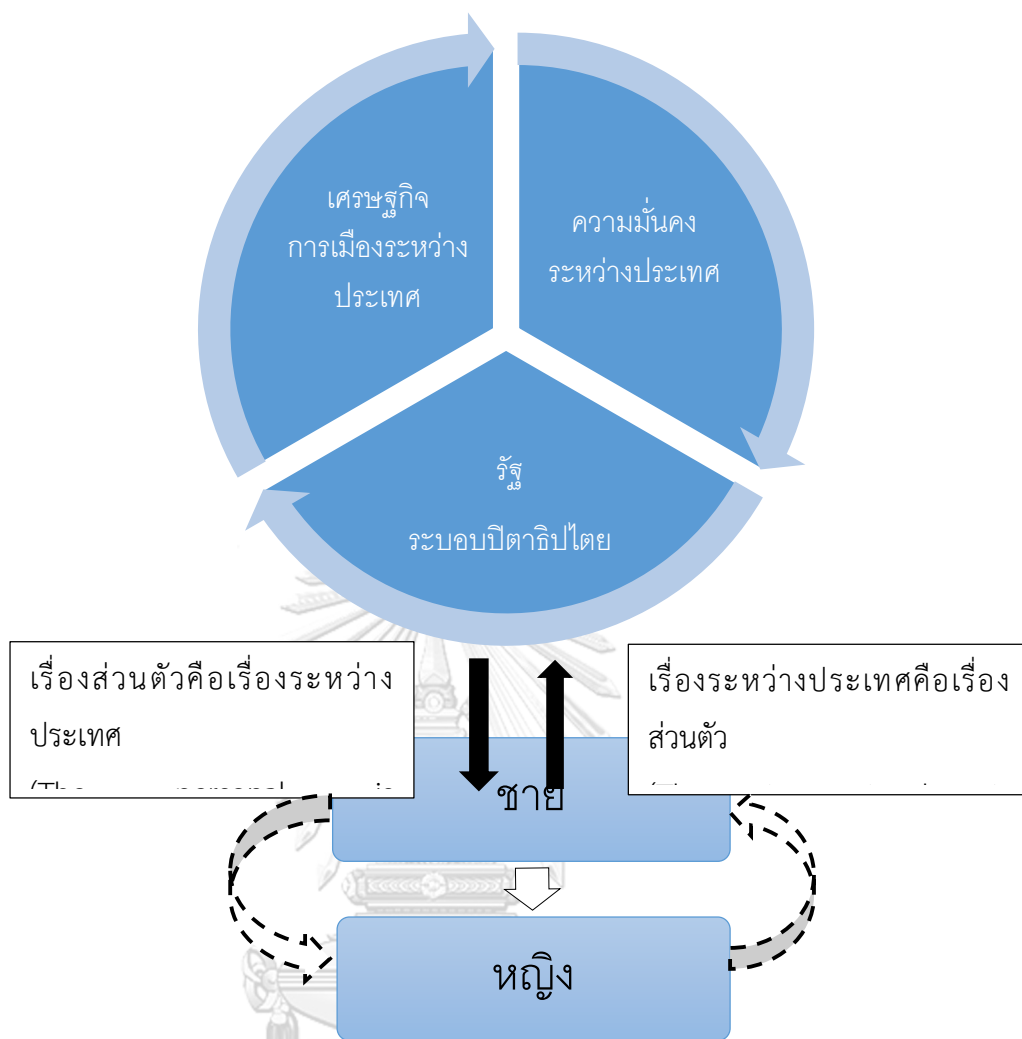 เศรษฐกิจ
การเมืองระหว่าง
ประเทศ
ความมั่นคง
ระหว่างประเทศ
รัฐ
ระบอบปิตาธิปไตย
เรื่องส่วนตัวคือเรื่องระหว่าง
ประเทศ
(The personal is
เรื่องระหว่างประเทศคือเรื่อง
ส่วนตัว
ชาย
หญิง